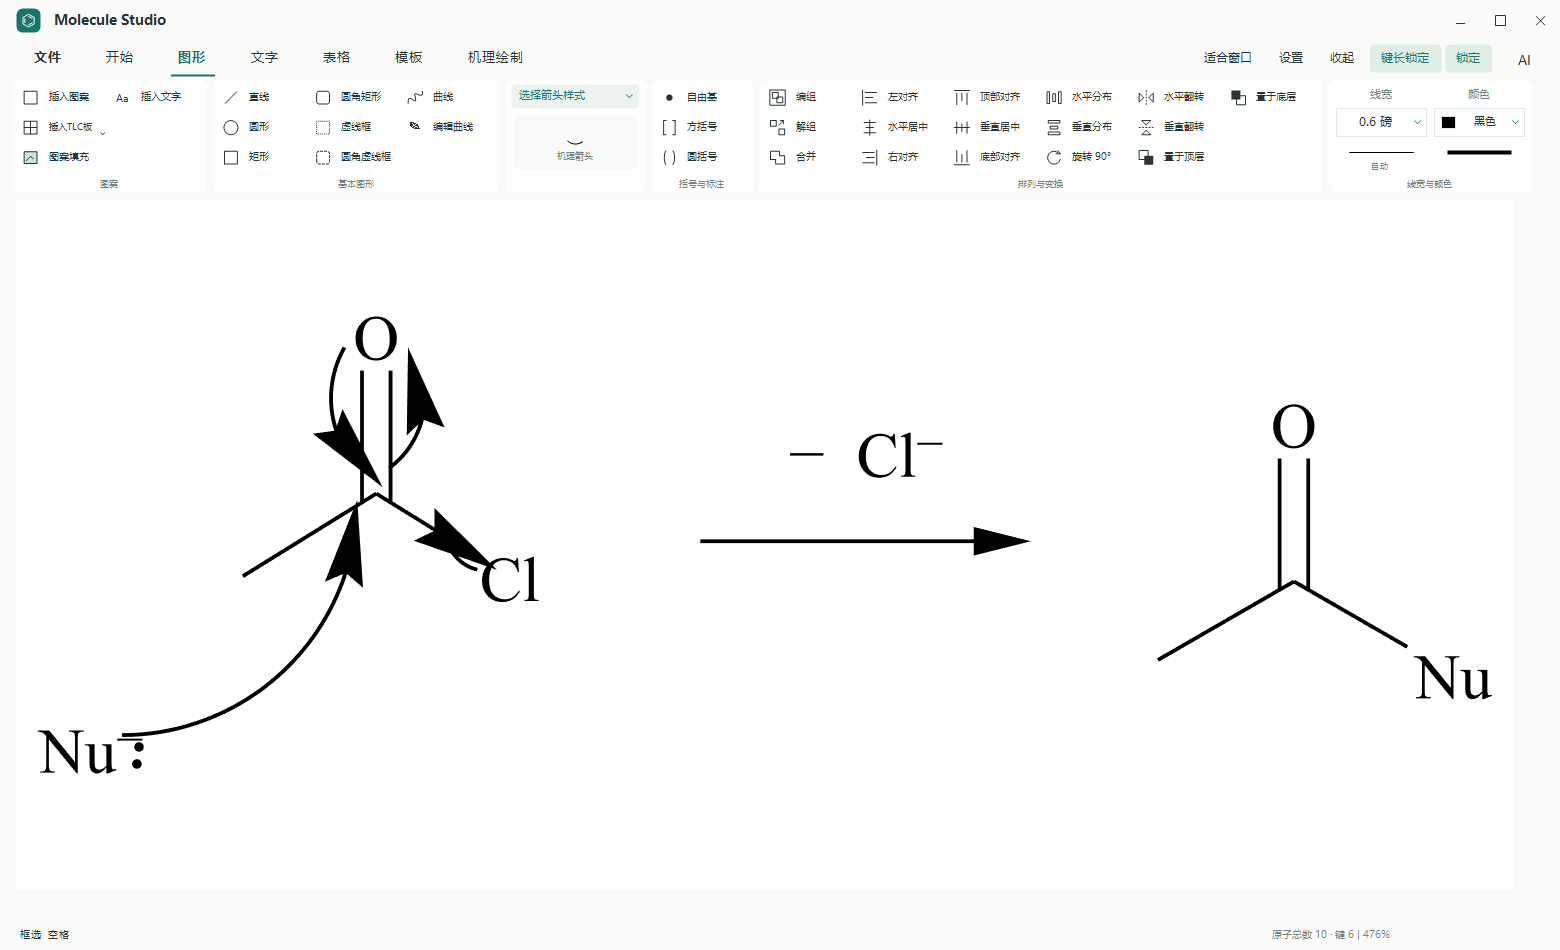 Molecule Studio
文件 开始 图形 文字 表格 模板 机理绘制 适合窗口 设置 收起 键长锁定 锁定 AI
插入图案 Aa 插入文字 直线 圆角矩形 曲线 选择箭头样式 自由基 编组 左对齐 顶部对齐 水平分布 水平翻转 置于底层 线宽 颜色
插入TLC板 圆形 虚线框 编辑曲线 方括号 解组 水平居中 垂直居中 垂直分布 垂直翻转 0.6 磅 黑色
图案填充 矩形 圆角虚线框 机理箭头 圆括号 合并 右对齐 底部对齐 旋转 90° 置于顶层 自动
图案 基本图形 括号与标注 排列与变换 线宽与颜色
O
O
− Cl−
Cl
Nu
Nu−:
框选 空格 原子总数 10 · 键 6 | 476%